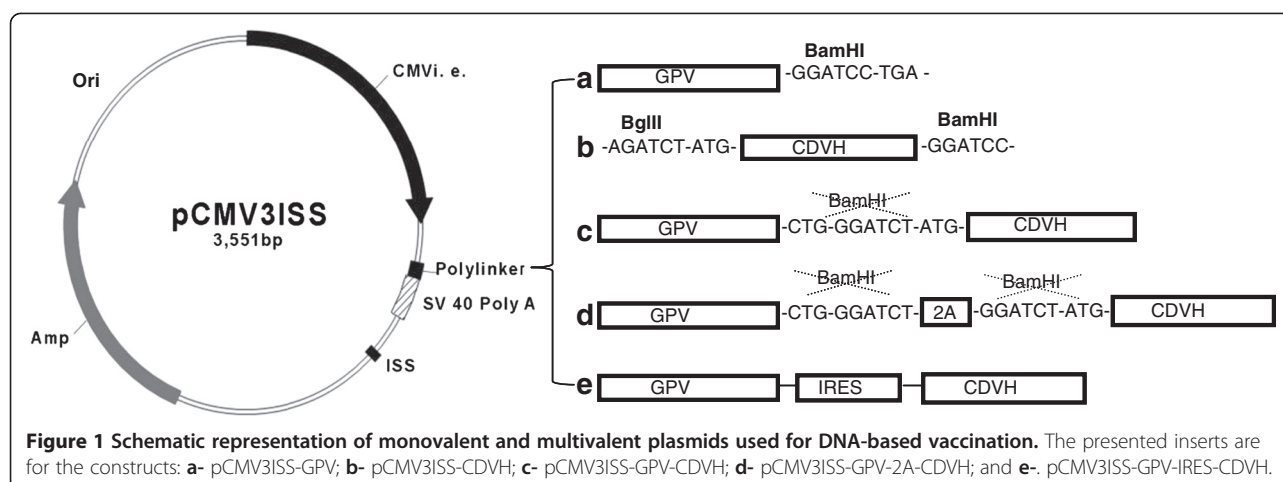 Ori
CMVi. e.
pCMV3ISS
3,551bp
Polylinker
SV 40 Poly A
ISS
Amp
BamHI
a GPV -GGATCC-TGA -
BglII BamHI
b -AGATCT-ATG- CDVH -GGATCC-
BamHI
c GPV -CTG-GGATCT-ATG- CDVH
BamHI BamHI
d GPV -CTG-GGATCT- 2A -GGATCT-ATG- CDVH
e GPV IRES CDVH
Figure 1 Schematic representation of monovalent and multivalent plasmids used for DNA-based vaccination. The presented inserts are
for the constructs: a- pCMV3ISS-GPV; b- pCMV3ISS-CDVH; c- pCMV3ISS-GPV-CDVH; d- pCMV3ISS-GPV-2A-CDVH; and e-. pCMV3ISS-GPV-IRES-CDVH.